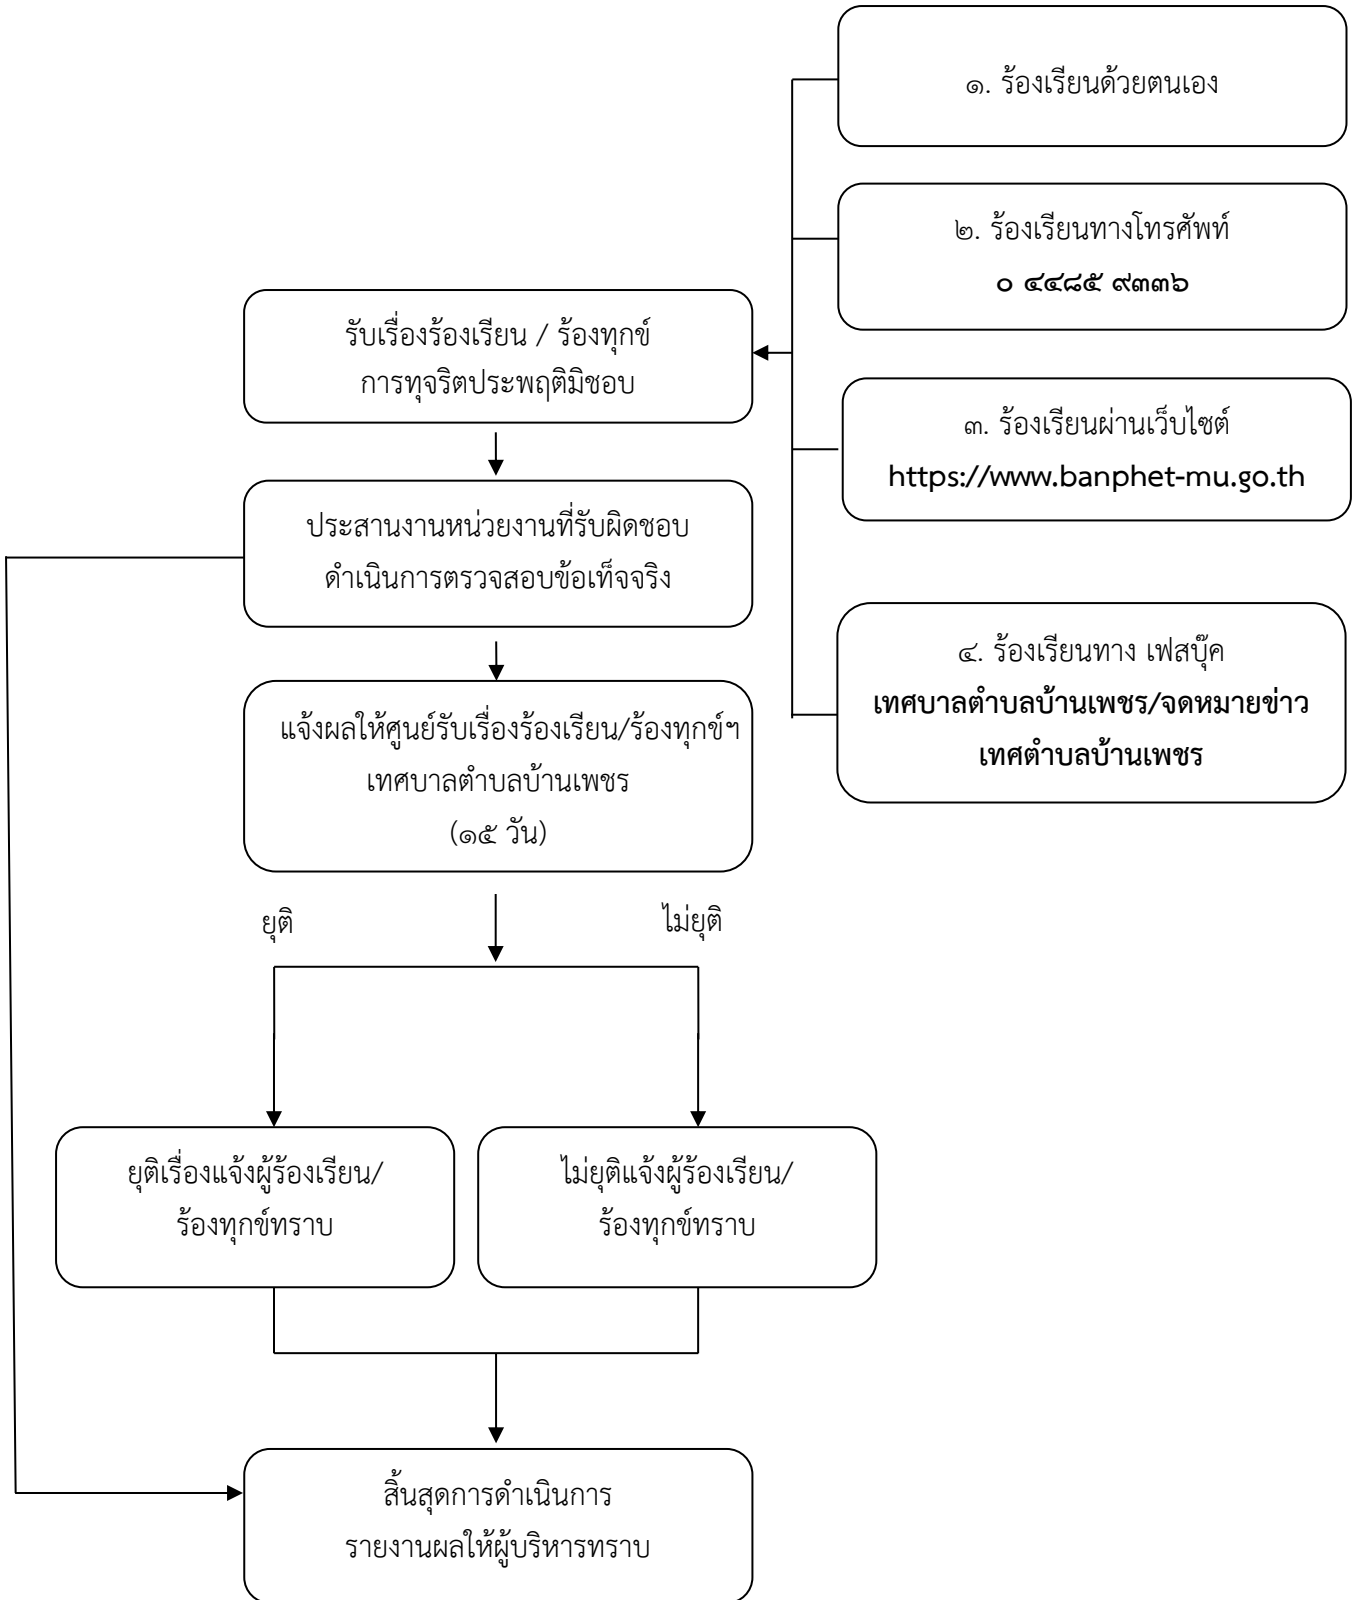 ๑. ร้องเรียนด้วยตนเอง
๒. ร้องเรียนทางโทรศัพท์
๐ ๔๔๘๕ ๙๓๓๖
รับเรื่องร้องเรียน / ร้องทุกข์
การทุจริตประพฤติมิชอบ
๓. ร้องเรียนผ่านเว็บไซต์
https://www.banphet-mu.go.th
ประสานงานหน่วยงานที่รับผิดชอบ
ดำเนินการตรวจสอบข้อเท็จจริง
๔. ร้องเรียนทาง เฟสบุ๊ค
เทศบาลตำบลบ้านเพชร/จดหมายข่าว
เทศตำบลบ้านเพชร
แจ้งผลให้ศูนย์รับเรื่องร้องเรียน/ร้องทุกข์ฯ
เทศบาลตำบลบ้านเพชร
(๑๕ วัน)
ยุติ
ไม่ยุติ
ยุติเรื่องแจ้งผู้ร้องเรียน/
ร้องทุกข์ทราบ
ไม่ยุติแจ้งผู้ร้องเรียน/
ร้องทุกข์ทราบ
สิ้นสุดการดำเนินการ
รายงานผลให้ผู้บริหารทราบ